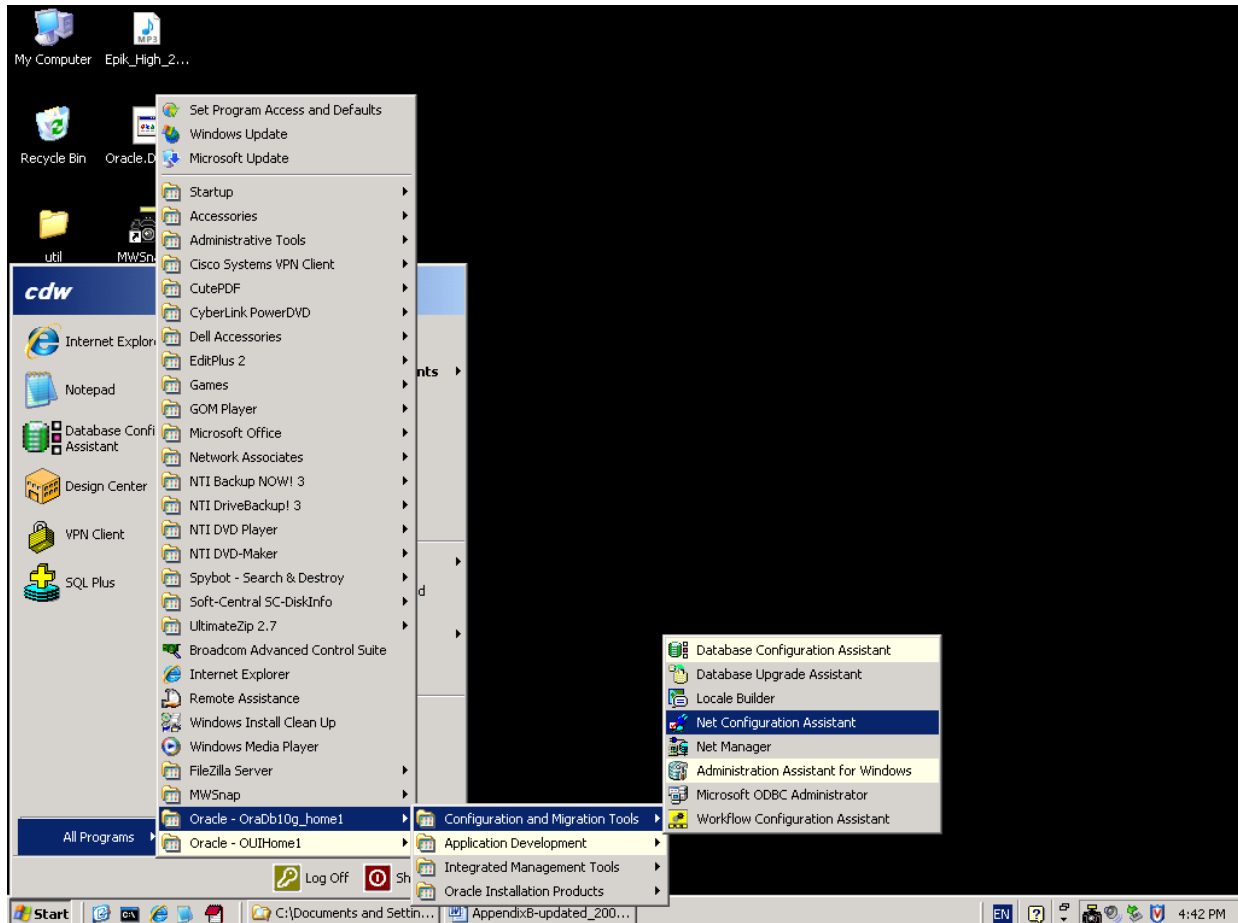 My Computer
Epik_High_2...
MP3
Recycle Bin
Oracle.D
util
MWSn
Set Program Access and Defaults
Windows Update
Microsoft Update
Startup
Accessories
Administrative Tools
Cisco Systems VPN Client
CutePDF
CyberLink PowerDVD
Dell Accessories
EditPlus 2
Games
GOM Player
Microsoft Office
Network Associates
NTI Backup NOW! 3
NTI DriveBackup! 3
NTI DVD Player
NTI DVD-Maker
Spybot - Search & Destroy
Soft-Central SC-DiskInfo
UltimateZip 2.7
Broadcom Advanced Control Suite
Internet Explorer
Remote Assistance
Windows Install Clean Up
Windows Media Player
FileZilla Server
MWSnap
Oracle - OraDb10g_home1
Oracle - OUIHome1
cdw
Internet Explor
Notepad
Database Confi
Assistant
Design Center
VPN Client
SQL Plus
All Programs
nts
d
Log Off
Sh
Configuration and Migration Tools
Application Development
Integrated Management Tools
Oracle Installation Products
Database Configuration Assistant
Database Upgrade Assistant
Locale Builder
Net Configuration Assistant
Net Manager
Administration Assistant for Windows
Microsoft ODBC Administrator
Workflow Configuration Assistant
Start
C:\Documents and Settin...
AppendixB-updated_200...
EN
4:42 PM